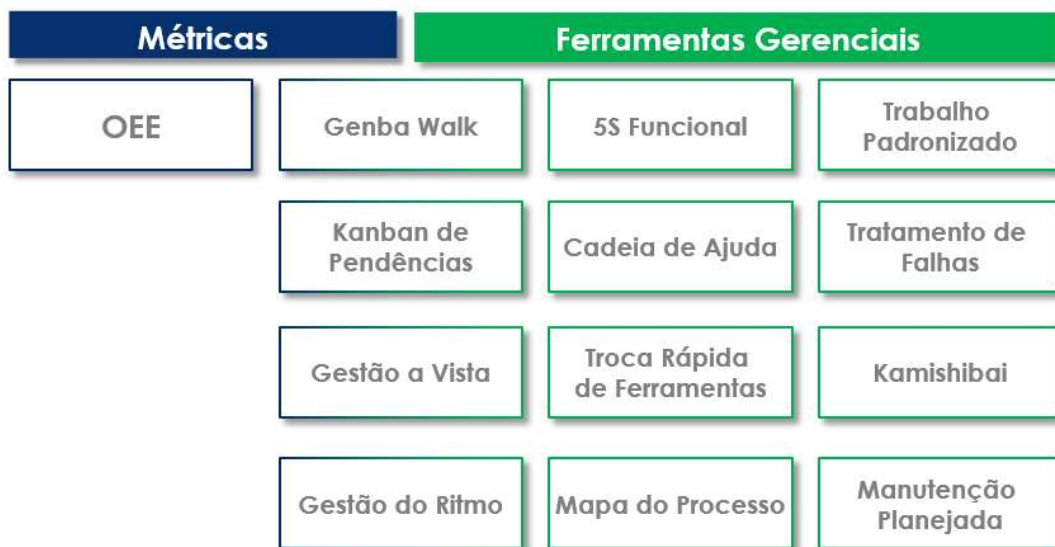 Métricas
Ferramentas Gerenciais
OEE
Genba Walk
5S Funcional
Trabalho
Padronizado
Kanban de
Pendências
Cadeia de Ajuda
Tratamento de
Falhas
Gestão a Vista
Troca Rápida
de Ferramentas
Kamishibai
Gestão do Ritmo
Mapa do Processo
Manutenção
Planejada